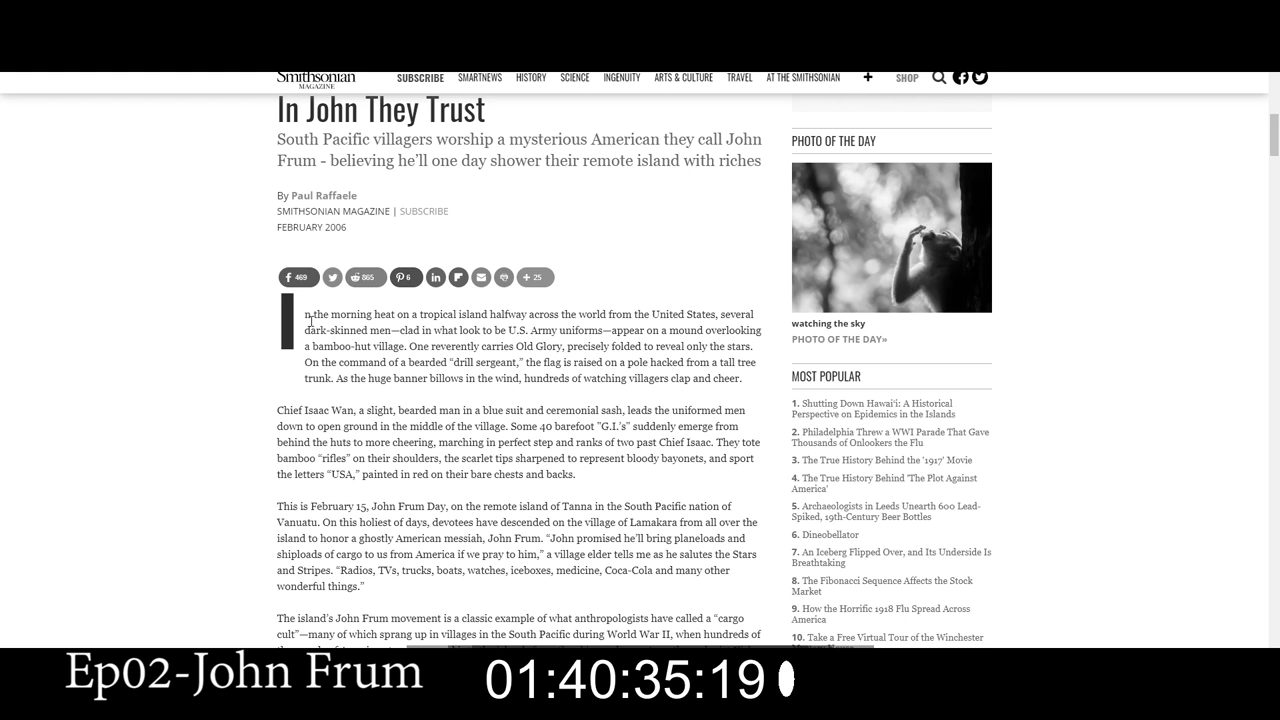 Smithsonian
MAGAZINE
SUBSCRIBE SMARTNEWS HISTORY SCIENCE INGENUITY ARTS & CULTURE TRAVEL AT THE SMITHSONIAN + SHOP
In John They Trust
South Pacific villagers worship a mysterious American they call John
Frum - believing he'll one day shower their remote island with riches
By Paul Raffaele
SMITHSONIAN MAGAZINE | SUBSCRIBE
FEBRUARY 2006
469 865 6 + 25
In the morning heat on a tropical island halfway across the world from the United States, several
dark-skinned men—clad in what look to be U.S. Army uniforms—appear on a mound overlooking
a bamboo-hut village. One reverently carries Old Glory, precisely folded to reveal only the stars.
On the command of a bearded “drill sergeant,” the flag is raised on a pole hacked from a tall tree
trunk. As the huge banner billows in the wind, hundreds of watching villagers clap and cheer.
Chief Isaac Wan, a slight, bearded man in a blue suit and ceremonial sash, leads the uniformed men
down to open ground in the middle of the village. Some 40 barefoot "G.I.'s" suddenly emerge from
behind the huts to more cheering, marching in perfect step and ranks of two past Chief Isaac. They tote
bamboo “rifles” on their shoulders, the scarlet tips sharpened to represent bloody bayonets, and sport
the letters “USA,” painted in red on their bare chests and backs.
This is February 15, John Frum Day, on the remote island of Tanna in the South Pacific nation of
Vanuatu. On this holiest of days, devotees have descended on the village of Lamakara from all over the
island to honor a ghostly American messiah, John Frum. “John promised he'll bring planeloads and
shiploads of cargo to us from America if we pray to him,” a village elder tells me as he salutes the Stars
and Stripes. “Radios, TVs, trucks, boats, watches, iceboxes, medicine, Coca-Cola and many other
wonderful things.”
The island's John Frum movement is a classic example of what anthropologists have called a “cargo
cult”—many of which sprang up in villages in the South Pacific during World War II, when hundreds of
PHOTO OF THE DAY
watching the sky
PHOTO OF THE DAY»
MOST POPULAR
1. Shutting Down Hawai‘i: A Historical
Perspective on Epidemics in the Islands
2. Philadelphia Threw a WWI Parade That Gave
Thousands of Onlookers the Flu
3. The True History Behind the '1917' Movie
4. The True History Behind 'The Plot Against
America'
5. Archaeologists in Leeds Unearth 600 Lead-
Spiked, 19th-Century Beer Bottles
6. Dineobellator
7. An Iceberg Flipped Over, and Its Underside Is
Breathtaking
8. The Fibonacci Sequence Affects the Stock
Market
9. How the Horrific 1918 Flu Spread Across
America
10. Take a Free Virtual Tour of the Winchester
Ep02-John Frum 01:40:35:19